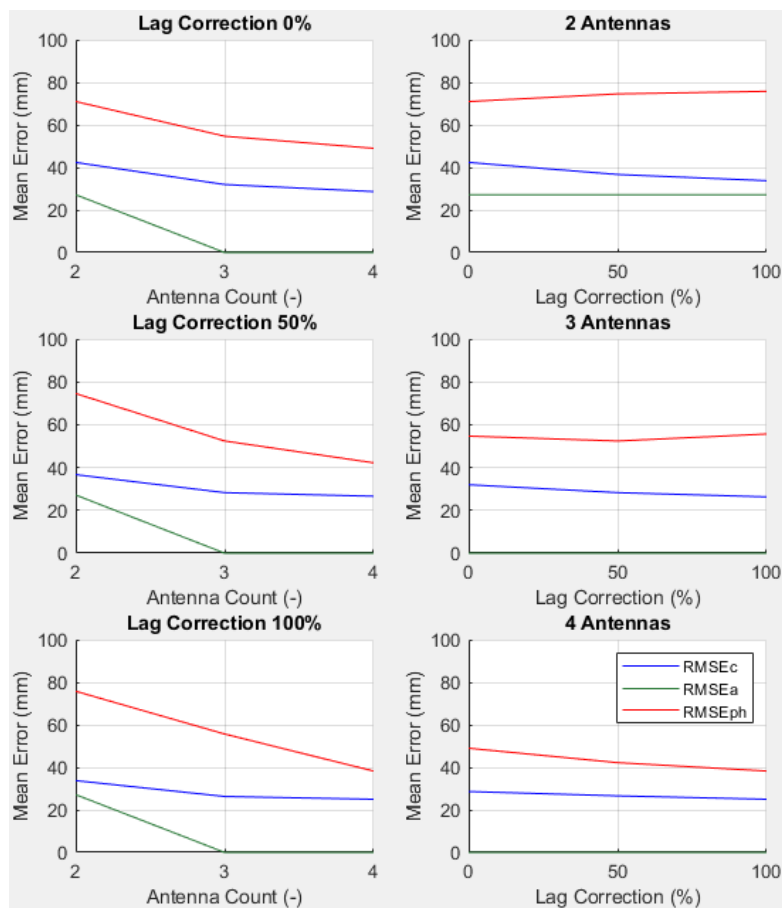 Lag Correction 0%
Mean Error (mm)
100
80
60
40
20
0
2
3
4
Antenna Count (-)
2 Antennas
Mean Error (mm)
100
80
60
40
20
0
0
50
100
Lag Correction (%)
Lag Correction 50%
Mean Error (mm)
100
80
60
40
20
0
2
3
4
Antenna Count (-)
3 Antennas
Mean Error (mm)
100
80
60
40
20
0
0
50
100
Lag Correction (%)
Lag Correction 100%
Mean Error (mm)
100
80
60
40
20
0
2
3
4
Antenna Count (-)
4 Antennas
Mean Error (mm)
100
80
60
40
20
0
RMSEc
RMSEa
RMSEph
0
50
100
Lag Correction (%)